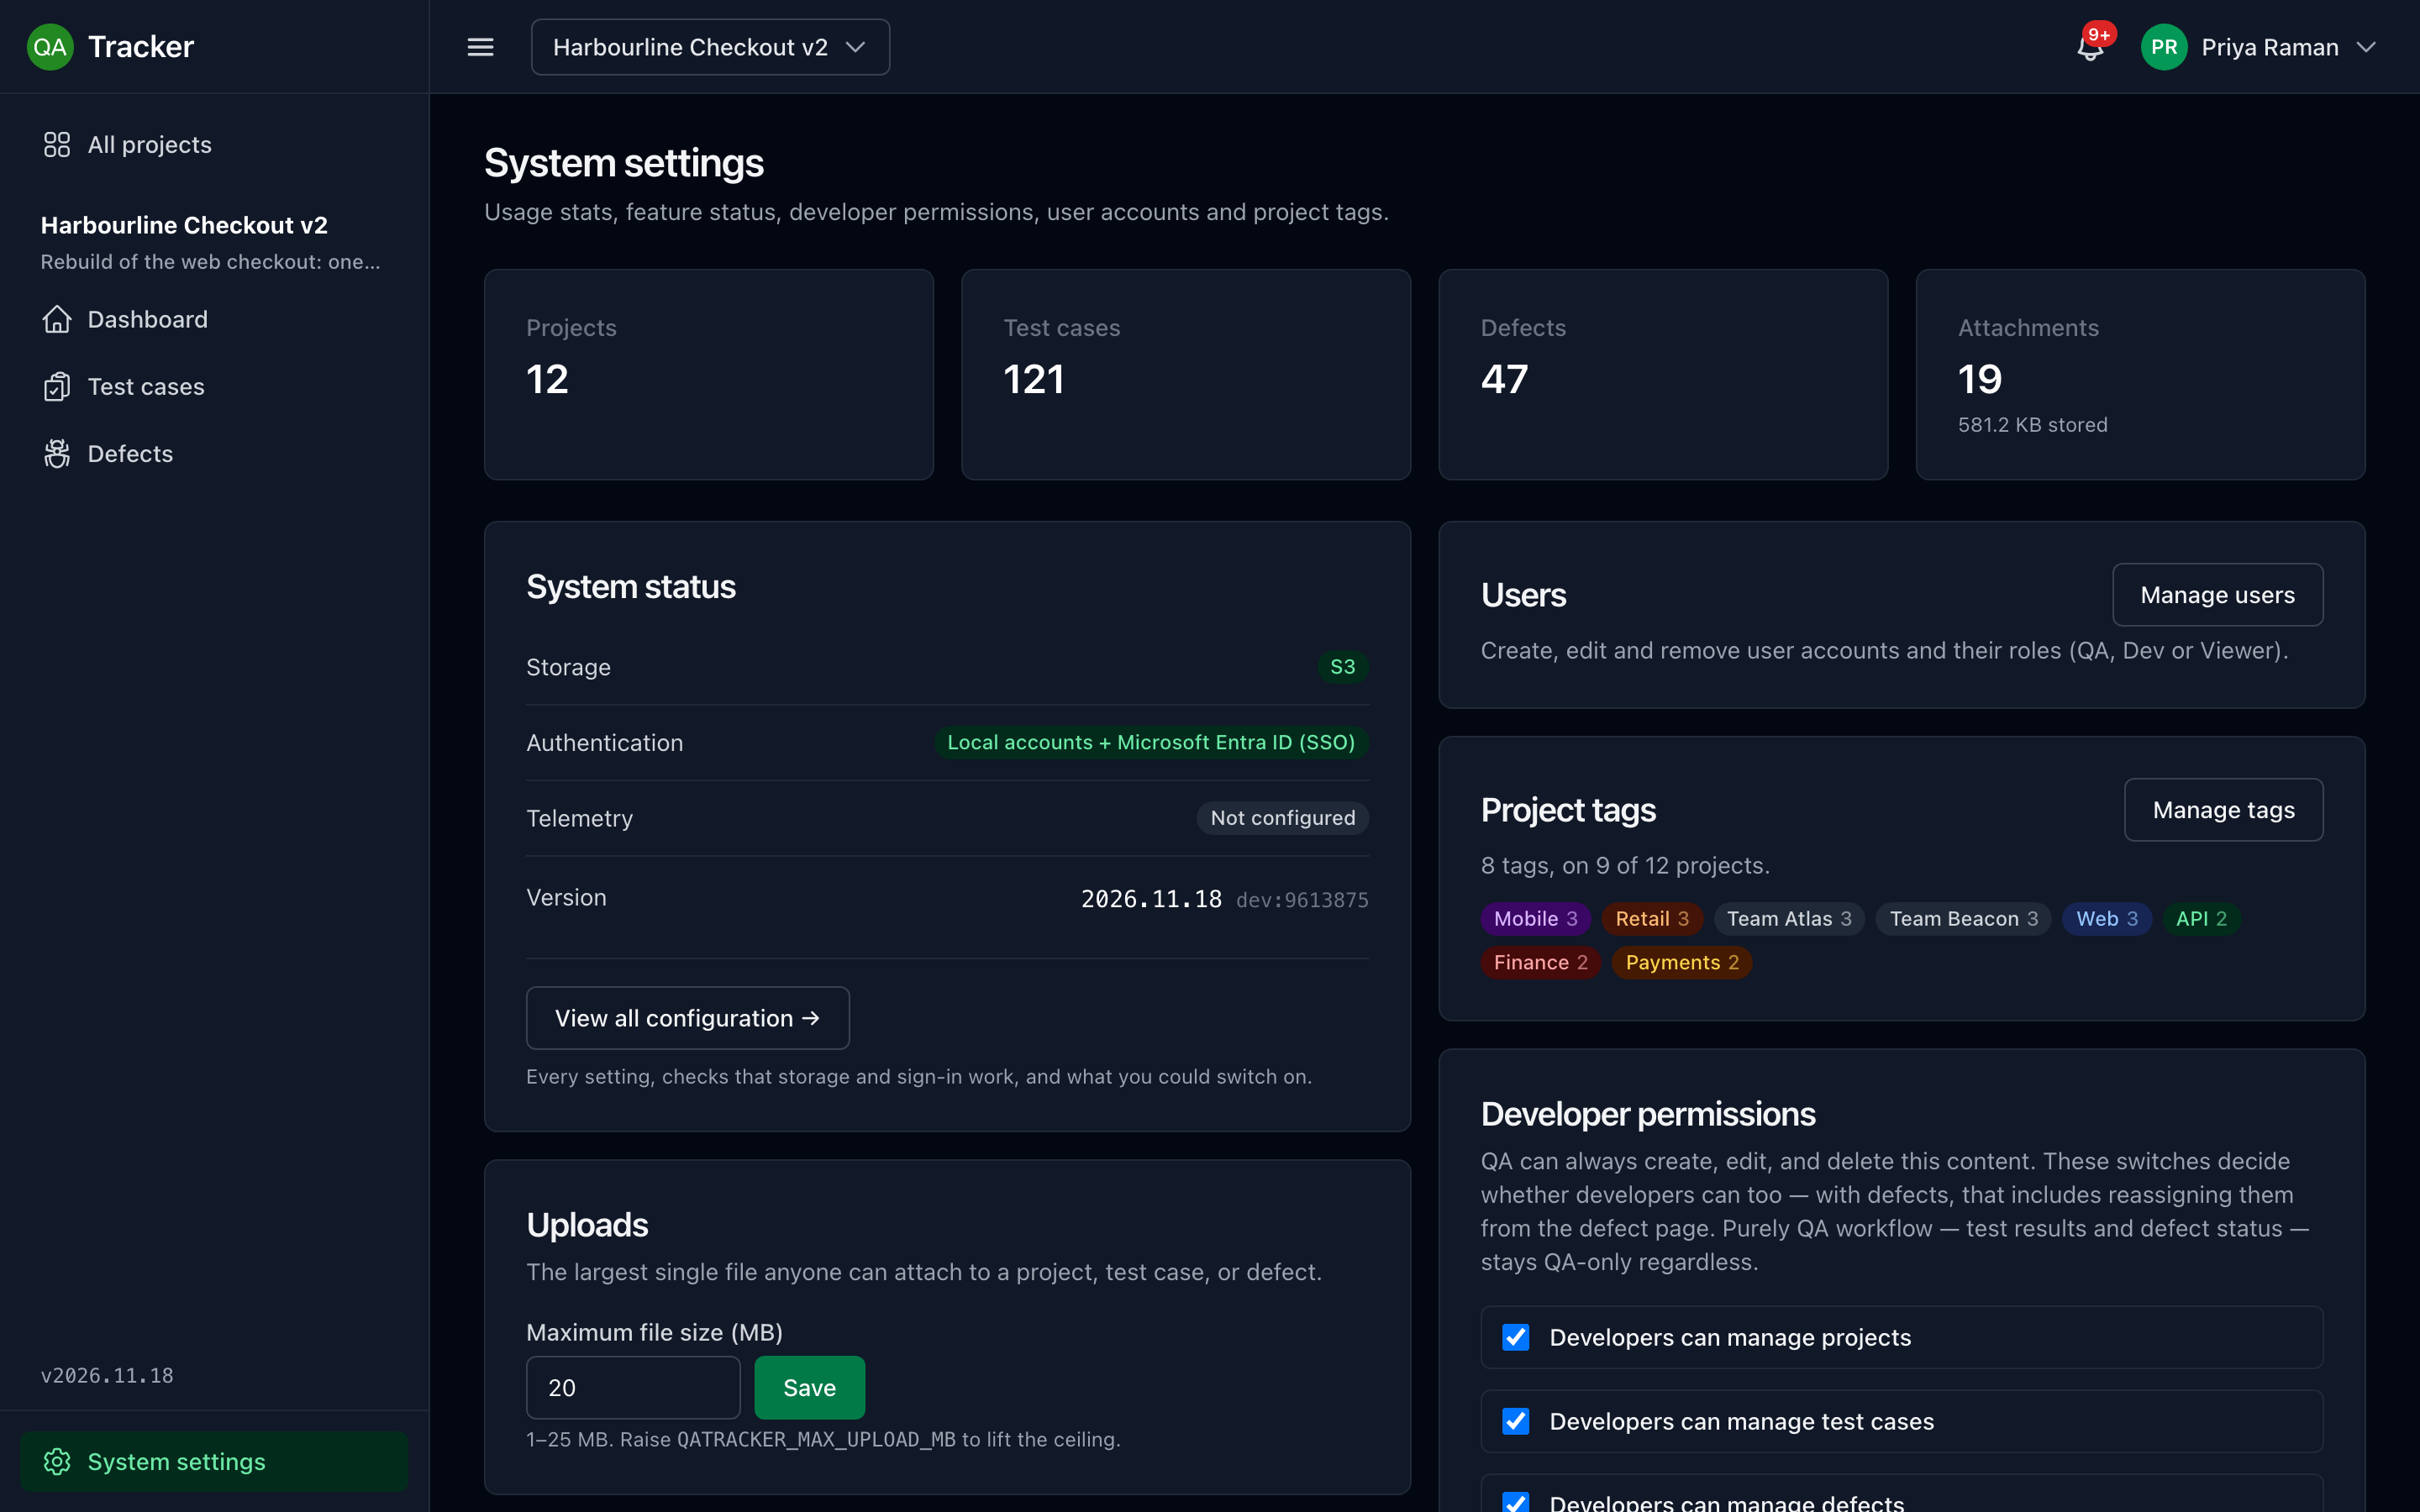 QA Tracker
Harbourline Checkout v2
9+
PR Priya Raman
All projects
Harbourline Checkout v2
Rebuild of the web checkout: one...
Dashboard
Test cases
Defects
v2026.11.18
System settings
System settings
Usage stats, feature status, developer permissions, user accounts and project tags.
Projects
12
Test cases
121
Defects
47
Attachments
19
581.2 KB stored
System status
Storage S3
Authentication Local accounts + Microsoft Entra ID (SSO)
Telemetry Not configured
Version 2026.11.18 dev:9613875
View all configuration →
Every setting, checks that storage and sign-in work, and what you could switch on.
Uploads
The largest single file anyone can attach to a project, test case, or defect.
Maximum file size (MB)
20 Save
1–25 MB. Raise QATRACKER_MAX_UPLOAD_MB to lift the ceiling.
Users
Manage users
Create, edit and remove user accounts and their roles (QA, Dev or Viewer).
Project tags
Manage tags
8 tags, on 9 of 12 projects.
Mobile 3 Retail 3 Team Atlas 3 Team Beacon 3 Web 3 API 2
Finance 2 Payments 2
Developer permissions
QA can always create, edit, and delete this content. These switches decide
whether developers can too — with defects, that includes reassigning them
from the defect page. Purely QA workflow — test results and defect status —
stays QA-only regardless.
Developers can manage projects
Developers can manage test cases
Developers can manage defects